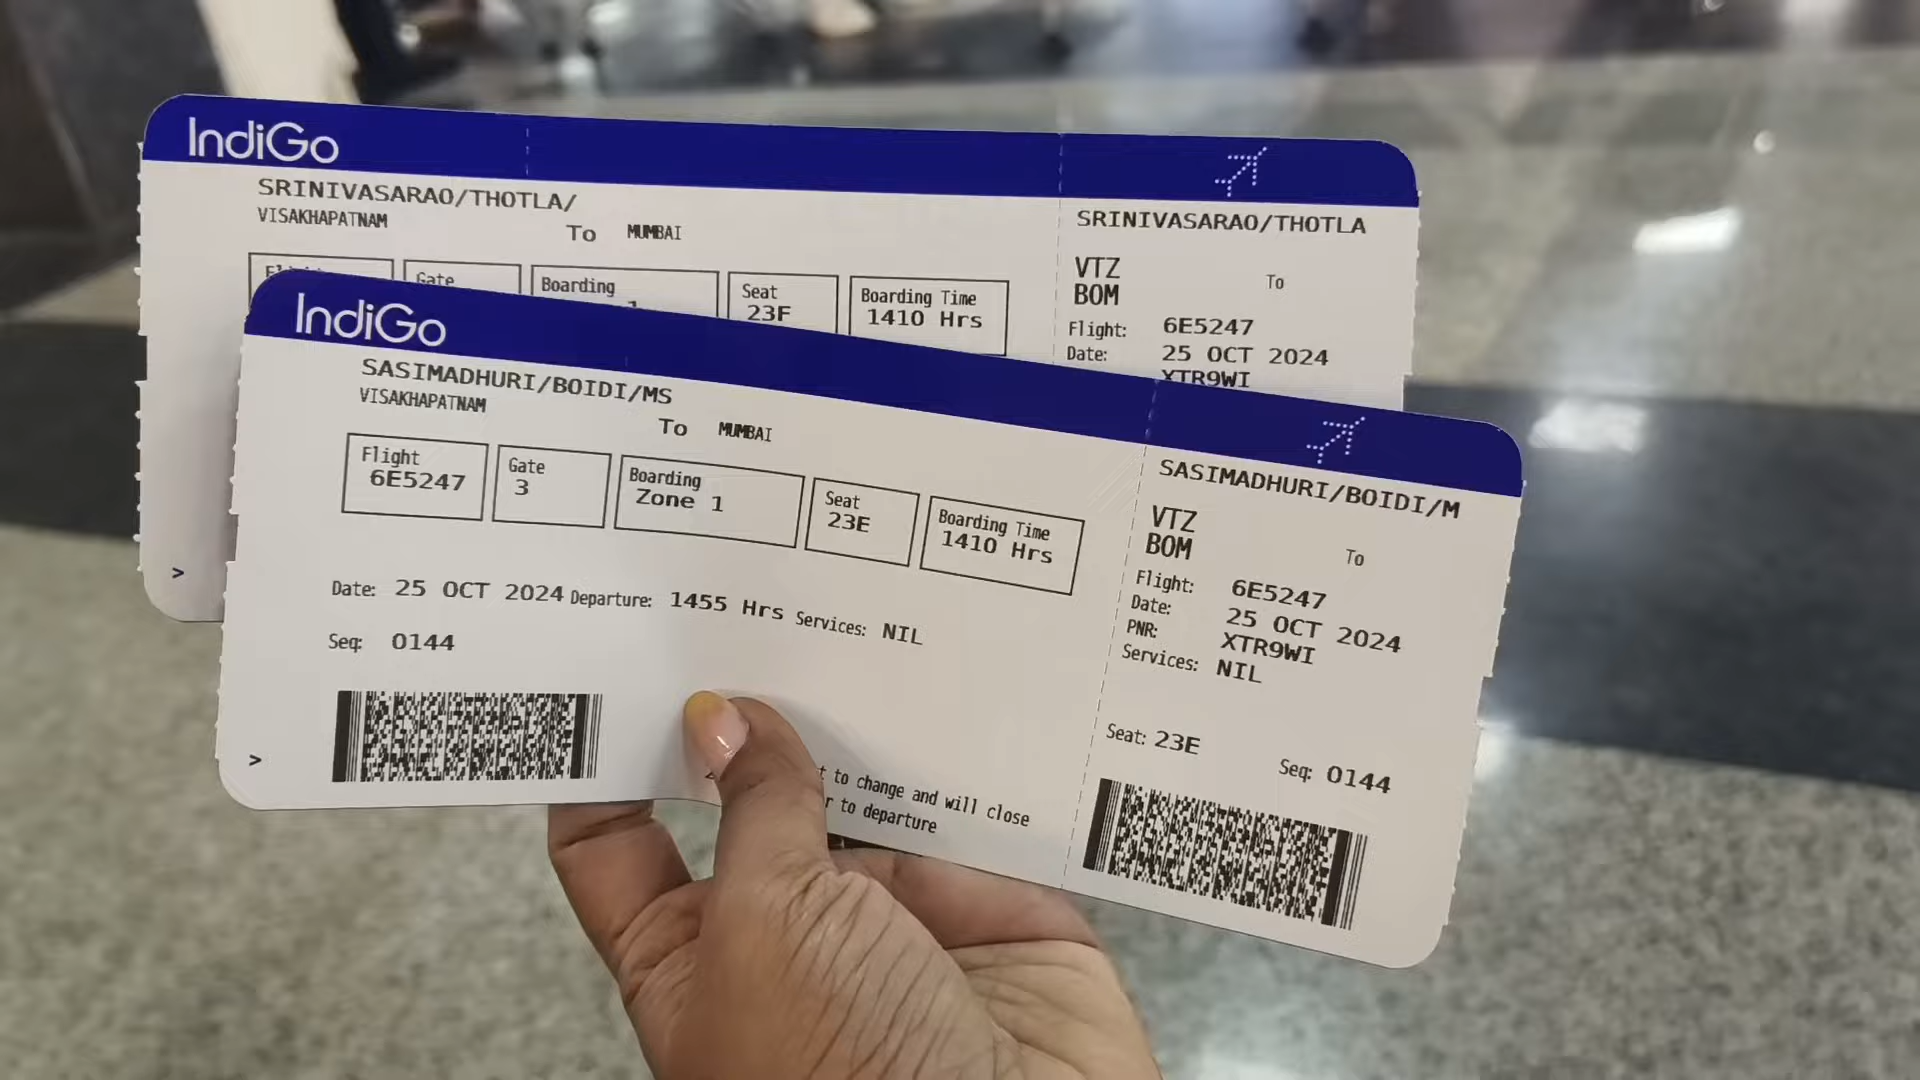 IndiGo
SRINIVASARAO/THOTLA/
VISAKHAPATNAM
To MUMBAI
Gate
Boarding
Seat
23F
Boarding Time
1410 Hrs
SRINIVASARAO/THOTLA
VTZ
To
BOM
Flight: 6E5247
Date: 25 OCT 2024
XTR9WI
>
IndiGo
SASIMADHURI/BOIDI/MS
VISAKHAPATNAM
To MUMBAI
Flight
6E5247
Gate
3
Boarding
Zone 1
Seat
23E
Boarding Time
1410 Hrs
Date: 25 OCT 2024 Departure: 1455 Hrs Services: NIL
Seq: 0144
>
to change and will close
to departure
SASIMADHURI/BOIDI/M
VTZ
To
BOM
Flight: 6E5247
Date: 25 OCT 2024
PNR: XTR9WI
Services: NIL
Seat: 23E Seq: 0144